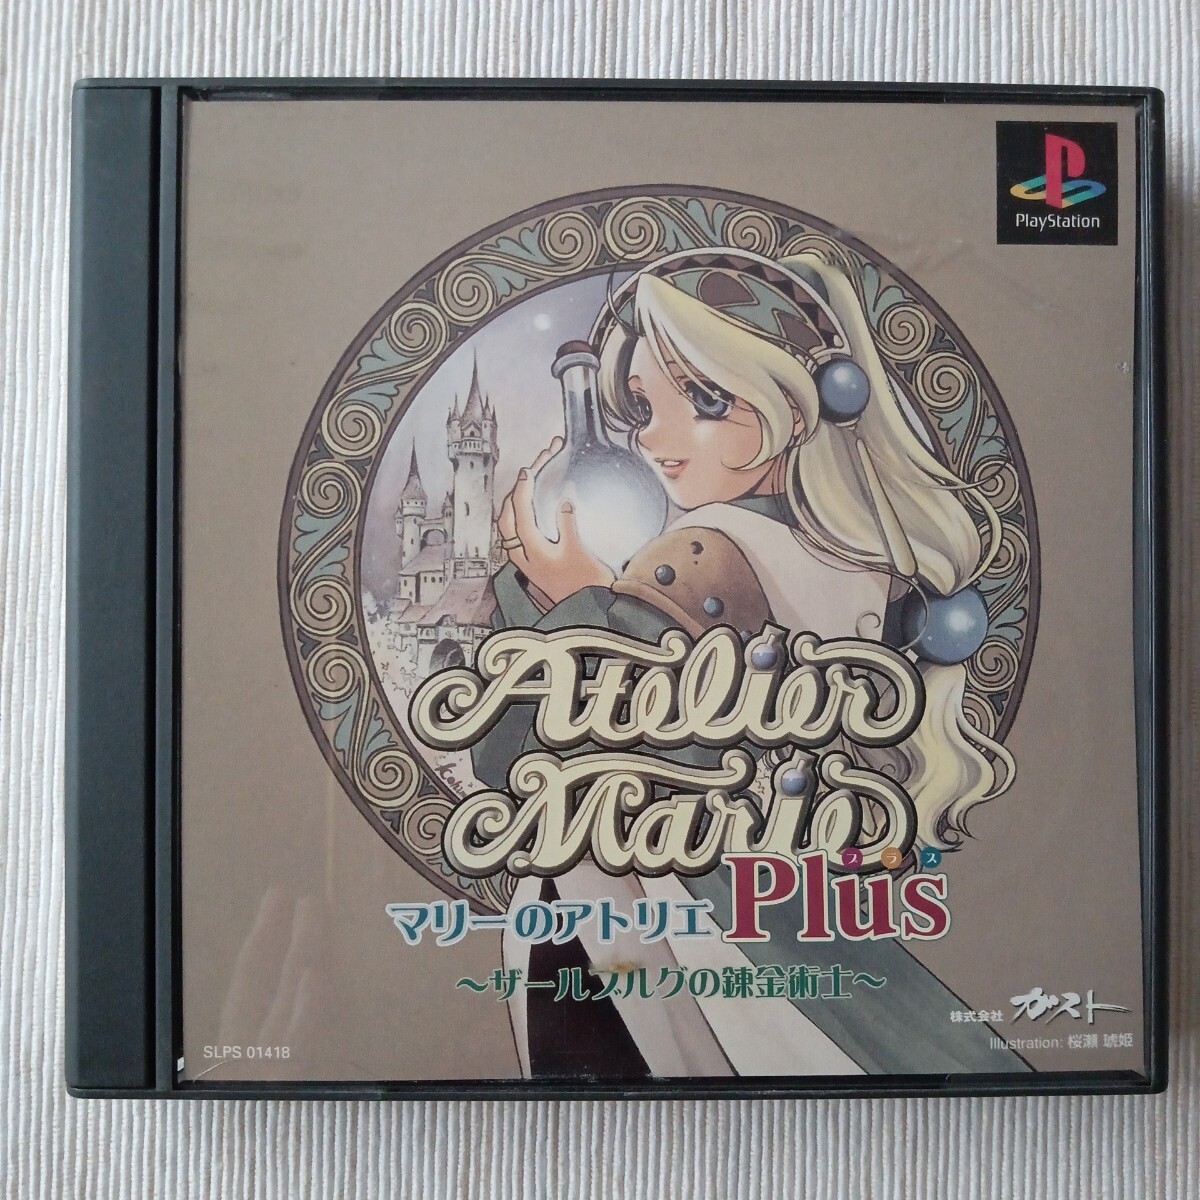 PlayStation
Atelier
Marie
プラス
Plus
マリーのアトリエ
～ザールブルグの錬金術士～
株式会社 ガスト
Illustration: 桜瀬 琥姫
SLPS 01418